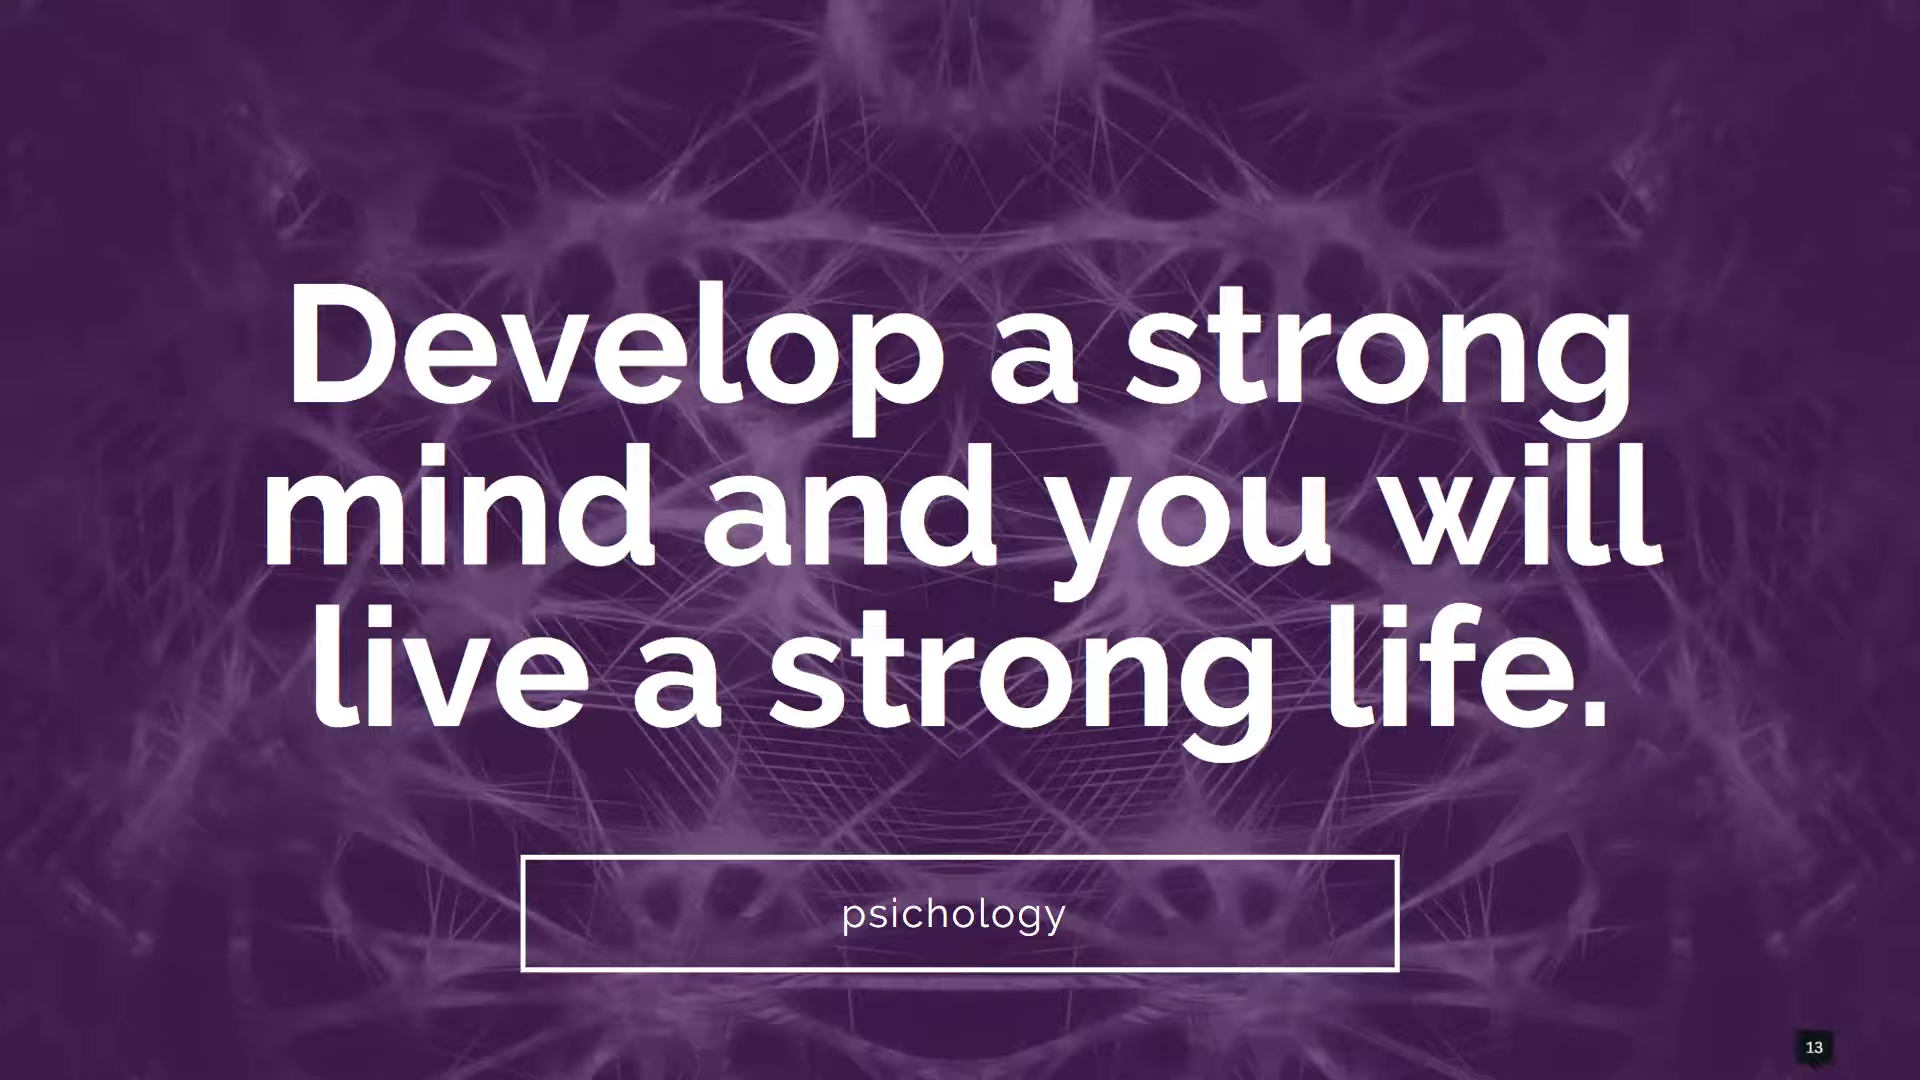 Develop a strong
mind and you will
live a strong life.
psichology
13